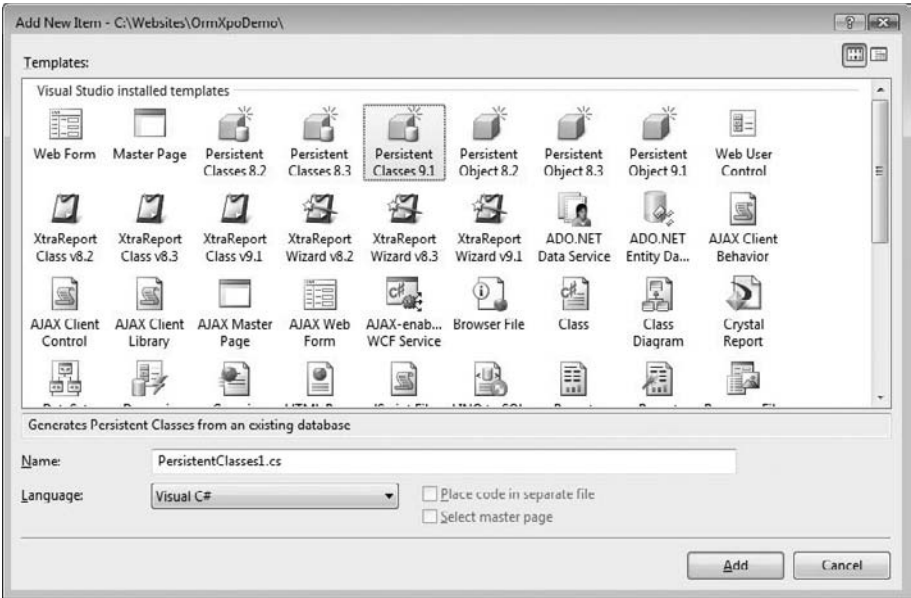 Add New Item - C:\Websites\OrmXpoDemo\
Templates:
Visual Studio installed templates
Web Form Master Page Persistent Persistent Persistent Persistent Persistent Persistent Web User
Classes 8.2 Classes 8.3 Classes 9.1 Object 8.2 Object 8.3 Object 9.1 Control
XtraReport XtraReport XtraReport XtraReport XtraReport XtraReport ADO.NET ADO.NET AJAX Client
Class v8.2 Class v8.3 Class v9.1 Wizard v8.2 Wizard v8.3 Wizard v9.1 Data Service Entity Da... Behavior
AJAX Client AJAX Client AJAX Master AJAX Web AJAX-enab... Browser File Class Class Crystal
Control Library Page Form WCF Service Diagram Report
Generates Persistent Classes from an existing database
Name: PersistentClasses1.cs
Language: Visual C# Place code in separate file
Select master page
Add Cancel